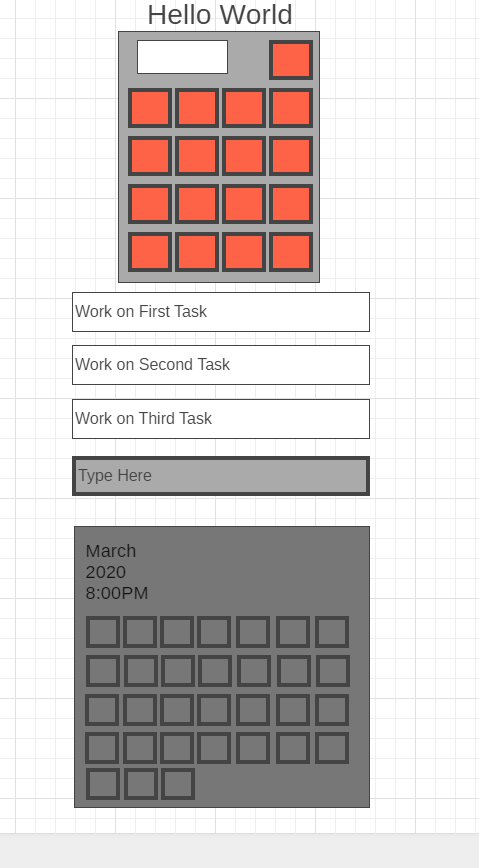 Hello World
Work on First Task
Work on Second Task
Work on Third Task
Type Here
March
2020
8:00PM